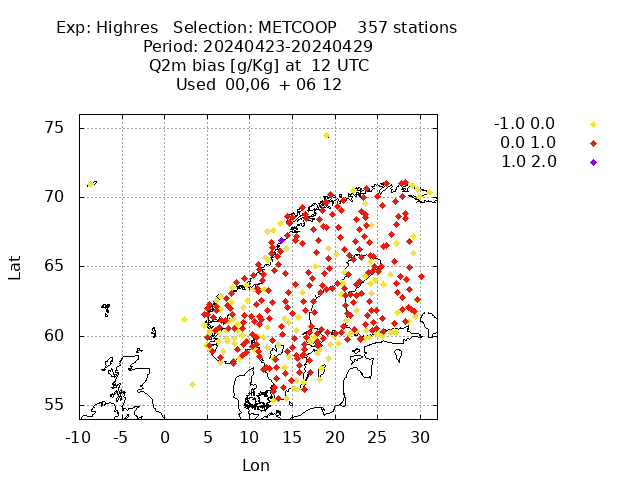 Exp: Highres   Selection: METCOOP    357 stations
Period: 20240423-20240429
Q2m bias [g/Kg] at  12 UTC
Used  00,06  + 06 12
-1.0 0.0
0.0 1.0
1.0 2.0
75
70
65
60
55
Lat
-10 -5 0 5 10 15 20 25 30
Lon